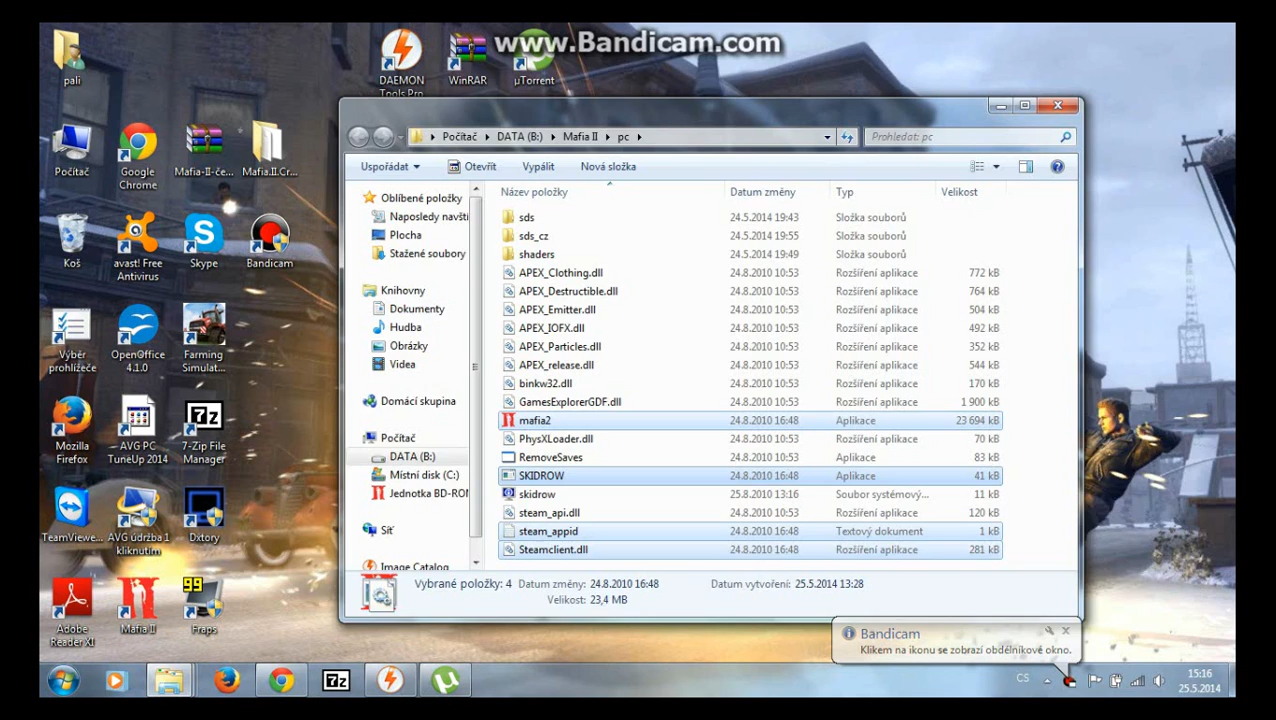 www.Bandicam.com
pali
DAEMON
Tools Pro
WinRAR
µTorrent
Počítač
Google
Chrome
Mafia-II-če...
Mafia.II.Cr...
Koš
avast! Free
Antivirus
Skype
Bandicam
Výběr
prohlížeče
OpenOffice
4.1.0
Farming
Simulat...
Mozilla
Firefox
AVG PC
TuneUp 2014
7-Zip File
Manager
TeamViewe...
AVG údržba 1
kliknutím
Dxtory
Adobe
Reader XI
Mafia II
99
Fraps
Počítač ▸ DATA (B:) ▸ Mafia II ▸ pc ▸
Prohledat: pc
Uspořádat
Otevřít
Vypálit
Nová složka
Oblíbené položky
Naposledy navští
Plocha
Stažené soubory
Knihovny
Dokumenty
Hudba
Obrázky
Videa
Domácí skupina
Počítač
DATA (B:)
Místní disk (C:)
Jednotka BD-ROM
Síť
Image Catalog
Název položky Datum změny Typ Velikost
sds 24.5.2014 19:43 Složka souborů
sds_cz 24.5.2014 19:55 Složka souborů
shaders 24.5.2014 19:49 Složka souborů
APEX_Clothing.dll 24.8.2010 10:53 Rozšíření aplikace 772 kB
APEX_Destructible.dll 24.8.2010 10:53 Rozšíření aplikace 764 kB
APEX_Emitter.dll 24.8.2010 10:53 Rozšíření aplikace 504 kB
APEX_IOFX.dll 24.8.2010 10:53 Rozšíření aplikace 492 kB
APEX_Particles.dll 24.8.2010 10:53 Rozšíření aplikace 352 kB
APEX_release.dll 24.8.2010 10:53 Rozšíření aplikace 544 kB
binkw32.dll 24.8.2010 10:53 Rozšíření aplikace 170 kB
GamesExplorerGDF.dll 24.8.2010 10:53 Rozšíření aplikace 1 900 kB
mafia2 24.8.2010 16:48 Aplikace 23 694 kB
PhysXLoader.dll 24.8.2010 10:53 Rozšíření aplikace 70 kB
RemoveSaves 24.8.2010 10:53 Aplikace 83 kB
SKIDROW 24.8.2010 16:48 Aplikace 41 kB
skidrow 25.8.2010 13:16 Soubor systémový... 11 kB
steam_api.dll 24.8.2010 10:53 Rozšíření aplikace 120 kB
steam_appid 24.8.2010 16:48 Textový dokument 1 kB
Steamclient.dll 24.8.2010 16:48 Rozšíření aplikace 281 kB
Vybrané položky: 4 Datum změny: 24.8.2010 16:48 Datum vytvoření: 25.5.2014 13:28
Velikost: 23,4 MB
Bandicam
Klikem na ikonu se zobrazí obdélníkové okno.
7z
CS
15:16
25.5.2014